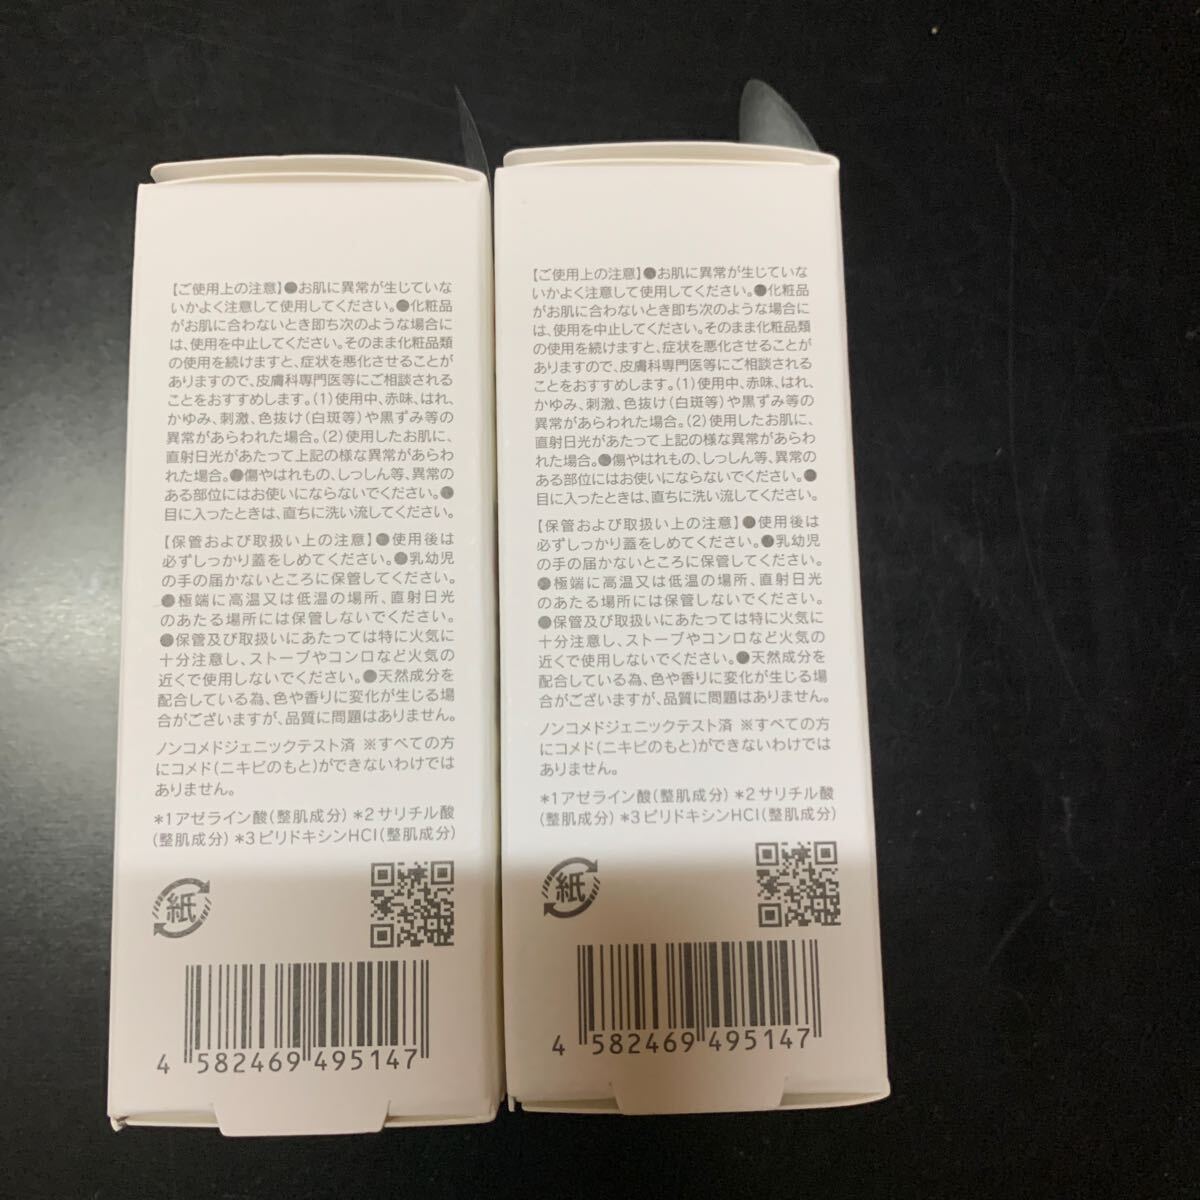 【ご使用上の注意】●お肌に異常が生じていな
いかよく注意して使用してください。●化粧品
がお肌に合わないとき即ち次のような場合に
は、使用を中止してください。そのまま化粧品類
の使用を続けますと、症状を悪化させることが
ありますので、皮膚科専門医等にご相談される
ことをおすすめします。(1)使用中、赤味、はれ、
かゆみ、刺激、色抜け(白斑等)や黒ずみ等の
異常があらわれた場合。(2)使用したお肌に、
直射日光があたって上記の様な異常があらわ
れた場合。●傷やはれもの、しっしん等、異常の
ある部位にはお使いにならないでください。●
目に入ったときは、直ちに洗い流してください。
【保管および取扱い上の注意】●使用後は
必ずしっかり蓋をしめてください。●乳幼児
の手の届かないところに保管してください。
●極端に高温又は低温の場所、直射日光
のあたる場所には保管しないでください。
●保管及び取扱いにあたっては特に火気に
十分注意し、ストーブやコンロなど火気の
近くで使用しないでください。●天然成分を
配合している為、色や香りに変化が生じる場
合がございますが、品質に問題はありません。
ノンコメドジェニックテスト済 ※すべての方
にコメド(ニキビのもと)ができないわけでは
ありません。
*1アゼライン酸(整肌成分) *2サリチル酸
(整肌成分) *3ピリドキシンHCl(整肌成分)
紙
4 582469 495147
【ご使用上の注意】●お肌に異常が生じていな
いかよく注意して使用してください。●化粧品
がお肌に合わないとき即ち次のような場合に
は、使用を中止してください。そのまま化粧品類
の使用を続けますと、症状を悪化させることが
ありますので、皮膚科専門医等にご相談される
ことをおすすめします。(1)使用中、赤味、はれ、
かゆみ、刺激、色抜け(白斑等)や黒ずみ等の
異常があらわれた場合。(2)使用したお肌に、
直射日光があたって上記の様な異常があらわ
れた場合。●傷やはれもの、しっしん等、異常の
ある部位にはお使いにならないでください。●
目に入ったときは、直ちに洗い流してください。
【保管および取扱い上の注意】●使用後は
必ずしっかり蓋をしめてください。●乳幼児
の手の届かないところに保管してください。
●極端に高温又は低温の場所、直射日光
のあたる場所には保管しないでください。
●保管及び取扱いにあたっては特に火気に
十分注意し、ストーブやコンロなど火気の
近くで使用しないでください。●天然成分を
配合している為、色や香りに変化が生じる場
合がございますが、品質に問題はありません。
ノンコメドジェニックテスト済 ※すべての方
にコメド(ニキビのもと)ができないわけでは
ありません。
*1アゼライン酸(整肌成分) *2サリチル酸
(整肌成分) *3ピリドキシンHCl(整肌成分)
紙
4 582469 495147